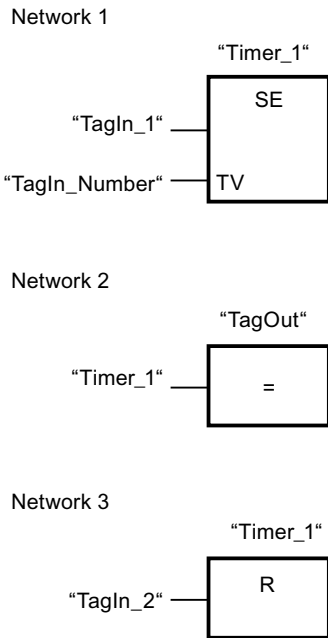 Network 1
“Timer_1“
SE
“TagIn_1“
“TagIn_Number“
TV
Network 2
“TagOut“
“Timer_1“
=
Network 3
“Timer_1“
R
“TagIn_2“